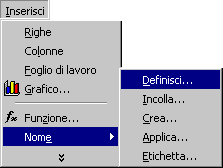 Inserisci
Righe
Colonne
Foglio di lavoro
Grafico...
Funzione...
Nome
Definisci...
Incolla...
Crea...
Applica...
Etichetta...